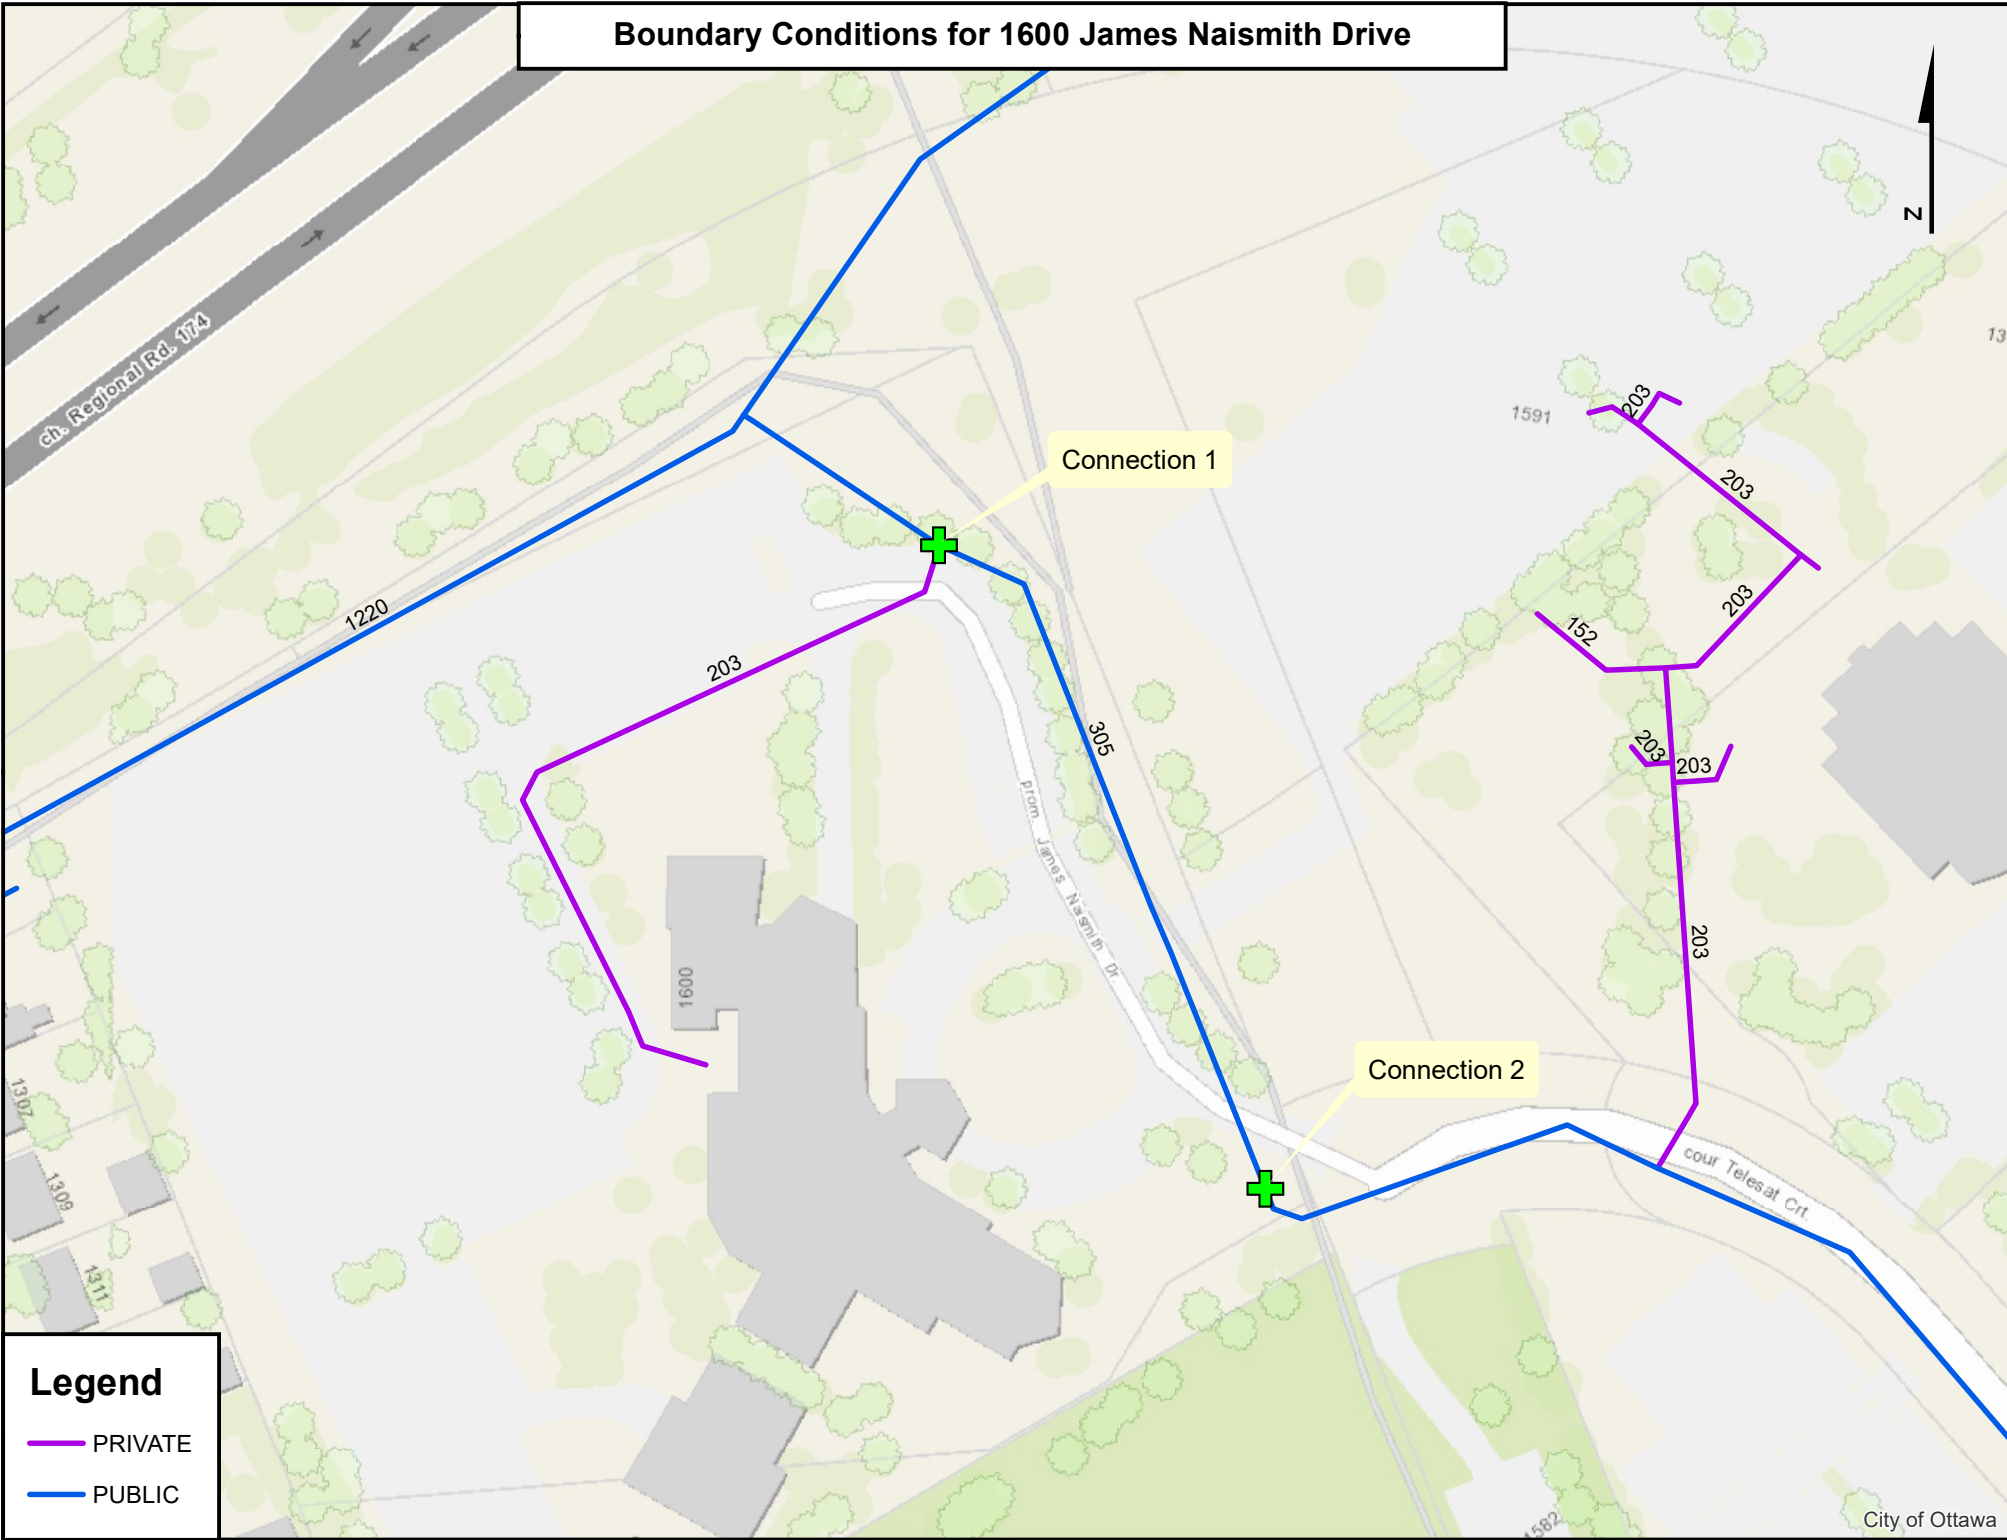 Boundary Conditions for 1600 James Naismith Drive
N
ch. Regional Rd. 174
13
1591
203
203
Connection 1
203
152
1220
203
305
203
203
prom. James Naismith Dr.
203
1600
Connection 2
1307
cour Telesat Crt.
1309
1311
Legend
PRIVATE
PUBLIC
1582
City of Ottawa